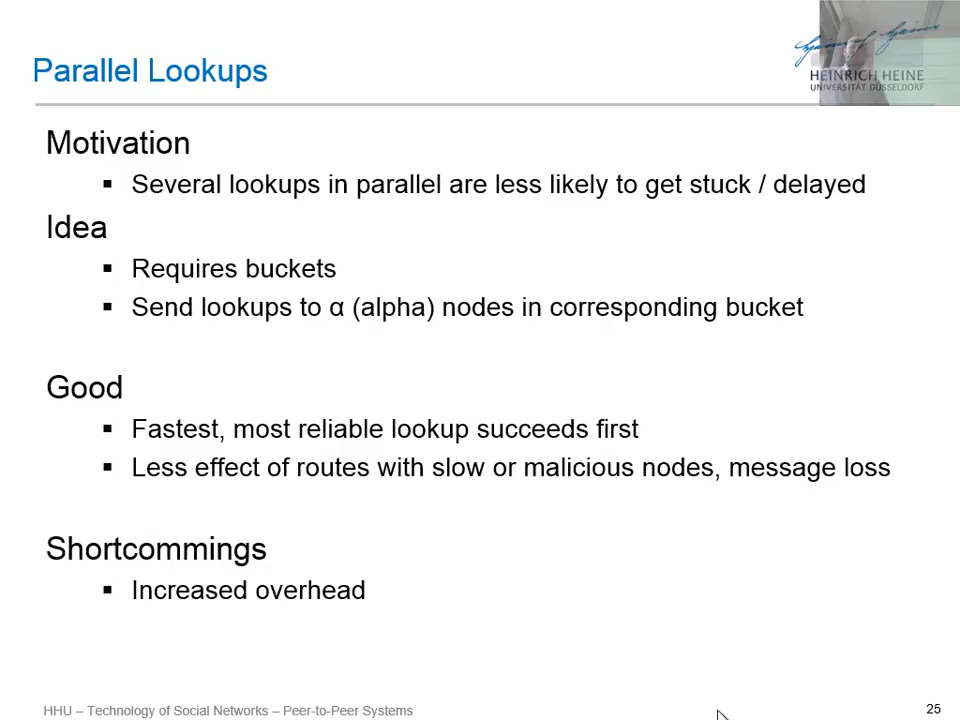 Parallel Lookups
HEINRICH HEINE
UNIVERSITÄT DÜSSELDORF
Motivation
▪ Several lookups in parallel are less likely to get stuck / delayed
Idea
▪ Requires buckets
▪ Send lookups to α (alpha) nodes in corresponding bucket
Good
▪ Fastest, most reliable lookup succeeds first
▪ Less effect of routes with slow or malicious nodes, message loss
Shortcommings
▪ Increased overhead
HHU – Technology of Social Networks – Peer-to-Peer Systems
25